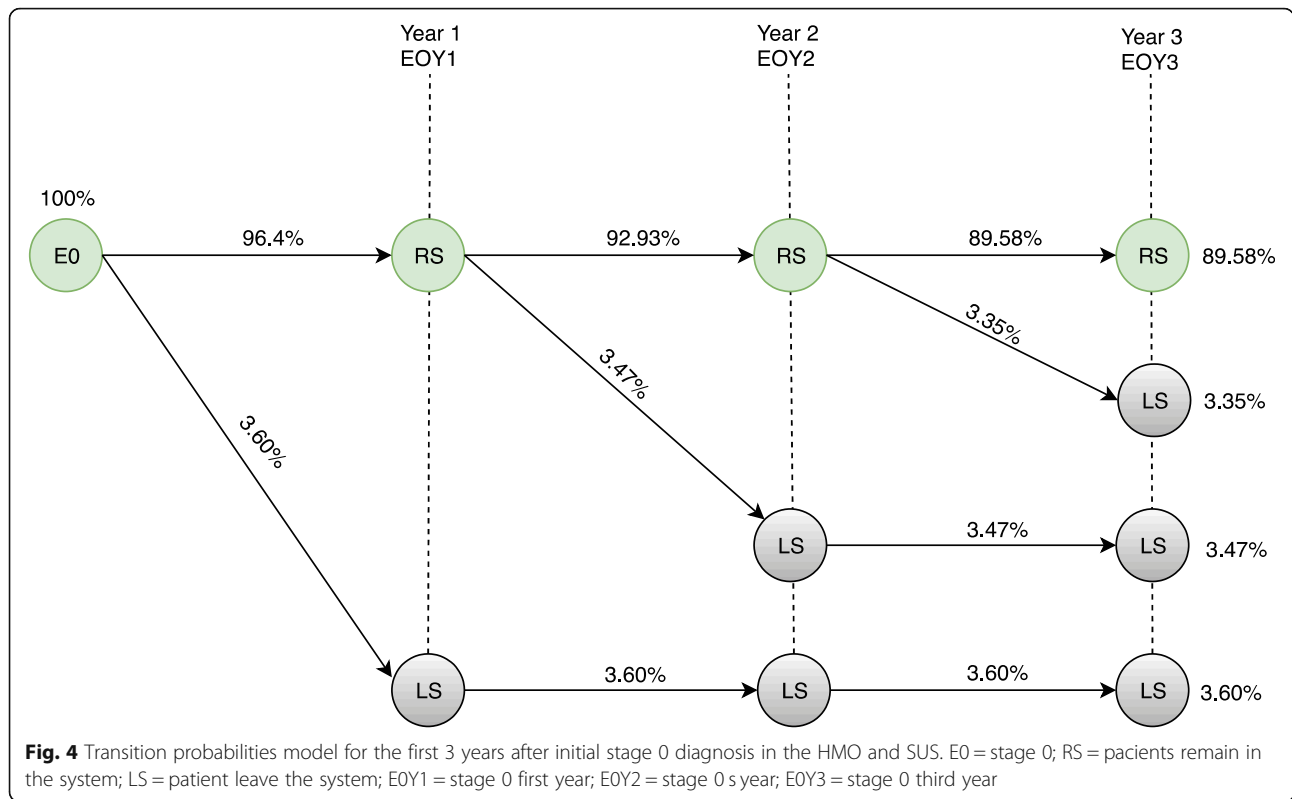 Year 1
EOY1
Year 2
EOY2
Year 3
EOY3
100%
E0
96.4%
RS
92.93%
RS
89.58%
RS
89.58%
3.35%
LS
3.35%
3.47%
LS
3.47%
LS
3.47%
3.60%
LS
3.60%
LS
3.60%
LS
3.60%
Fig. 4 Transition probabilities model for the first 3 years after initial stage 0 diagnosis in the HMO and SUS. E0 = stage 0; RS = pacients remain in
the system; LS = patient leave the system; E0Y1 = stage 0 first year; E0Y2 = stage 0 s year; E0Y3 = stage 0 third year